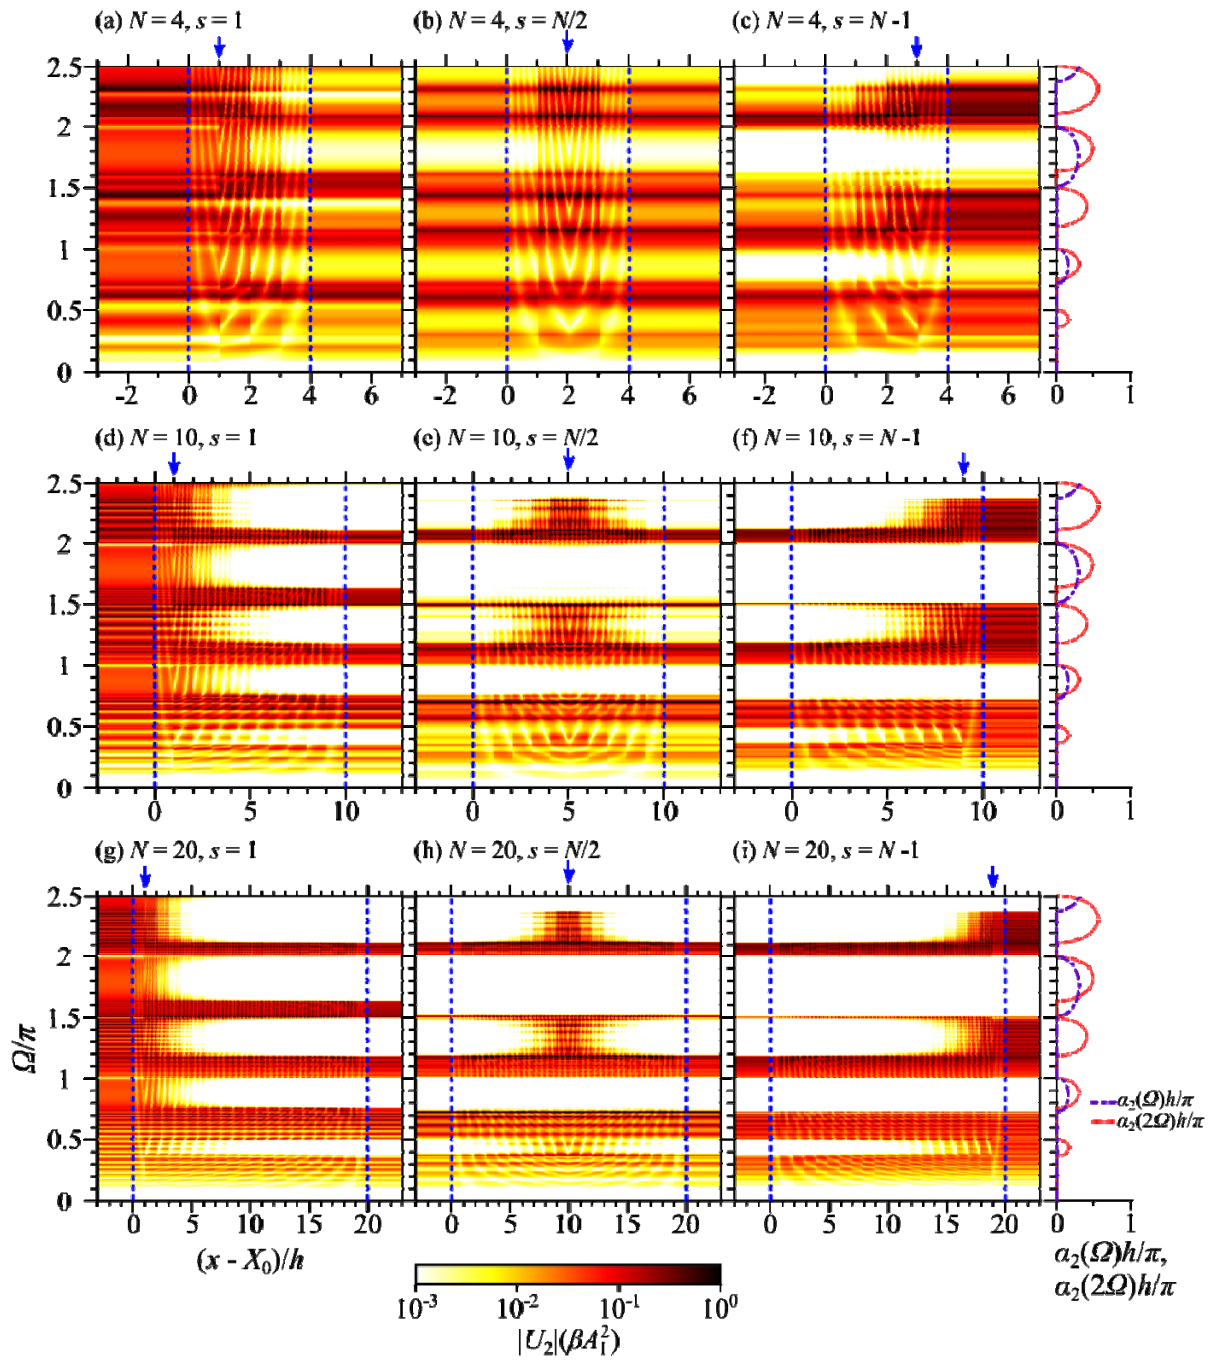 (a) N = 4, s = 1
(b) N = 4, s = N/2
(c) N = 4, s = N -1
2.5
2
1.5
1
0.5
0
-2 0 2 4 6
-2 0 2 4 6
-2 0 2 4 6
0 1
(d) N = 10, s = 1
(e) N = 10, s = N/2
(f) N = 10, s = N -1
2.5
2
1.5
1
0.5
0
0 5 10
0 5 10
0 5 10
0 1
(g) N = 20, s = 1
(h) N = 20, s = N/2
(i) N = 20, s = N -1
2.5
2
1.5
1
0.5
0
Ω/π
α₂(Ω)h/π
α₂(2Ω)h/π
0 5 10 15 20
0 5 10 15 20
0 5 10 15 20
0 1
(x - X₀)/h
α₂(Ω)h/π,
α₂(2Ω)h/π
10⁻³ 10⁻² 10⁻¹ 10⁰
|U₂|(βA₁²)